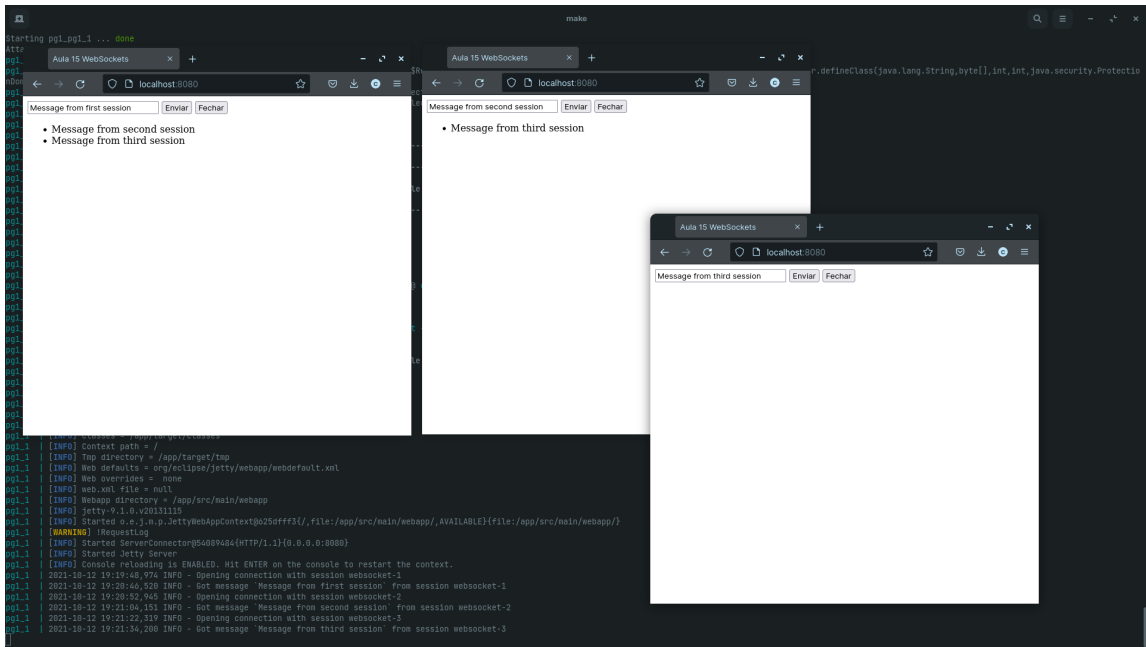 make
Starting pg1_pg1_1 ... done
r.defineClass(java.lang.String,byte[],int,int,java.security.Protectio
Aula 15 WebSockets
localhost:8080
Message from first session Enviar Fechar
• Message from second session
• Message from third session
Aula 15 WebSockets
localhost:8080
Message from second session Enviar Fechar
• Message from third session
Aula 15 WebSockets
localhost:8080
Message from third session Enviar Fechar
pg1_1 | [INFO] Classes = /app/target/classes
pg1_1 | [INFO] Context path = /
pg1_1 | [INFO] Tmp directory = /app/target/tmp
pg1_1 | [INFO] Web defaults = org/eclipse/jetty/webapp/webdefault.xml
pg1_1 | [INFO] Web overrides = none
pg1_1 | [INFO] web.xml file = null
pg1_1 | [INFO] Webapp directory = /app/src/main/webapp
pg1_1 | [INFO] jetty-9.1.0.v20131115
pg1_1 | [INFO] Started o.e.j.m.p.JettyWebAppContext@625dfff3{/,file:/app/src/main/webapp/,AVAILABLE}{file:/app/src/main/webapp/}
pg1_1 | [WARNING] !RequestLog
pg1_1 | [INFO] Started ServerConnector@54089484{HTTP/1.1}{0.0.0.0:8080}
pg1_1 | [INFO] Started Jetty Server
pg1_1 | [INFO] Console reloading is ENABLED. Hit ENTER on the console to restart the context.
pg1_1 | 2021-10-12 19:19:48,974 INFO - Opening connection with session websocket-1
pg1_1 | 2021-10-12 19:20:46,520 INFO - Got message `Message from first session` from session websocket-1
pg1_1 | 2021-10-12 19:20:52,945 INFO - Opening connection with session websocket-2
pg1_1 | 2021-10-12 19:21:04,151 INFO - Got message `Message from second session` from session websocket-2
pg1_1 | 2021-10-12 19:21:22,319 INFO - Opening connection with session websocket-3
pg1_1 | 2021-10-12 19:21:34,200 INFO - Got message `Message from third session` from session websocket-3